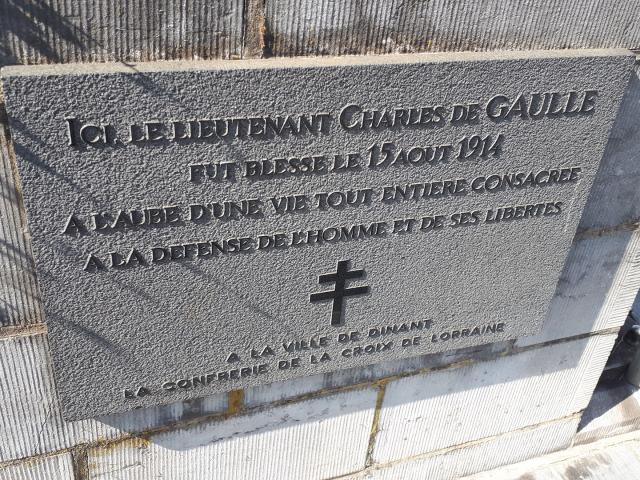 ICI, LE LIEUTENANT CHARLES DE GAULLE
FUT BLESSE LE 15 AOUT 1914
A L'AUBE D'UNE VIE TOUT ENTIERE CONSACREE
A LA DEFENSE DE L'HOMME ET DE SES LIBERTES
A LA VILLE DE DINANT
LA CONFRERIE DE LA CROIX DE LORRAINE